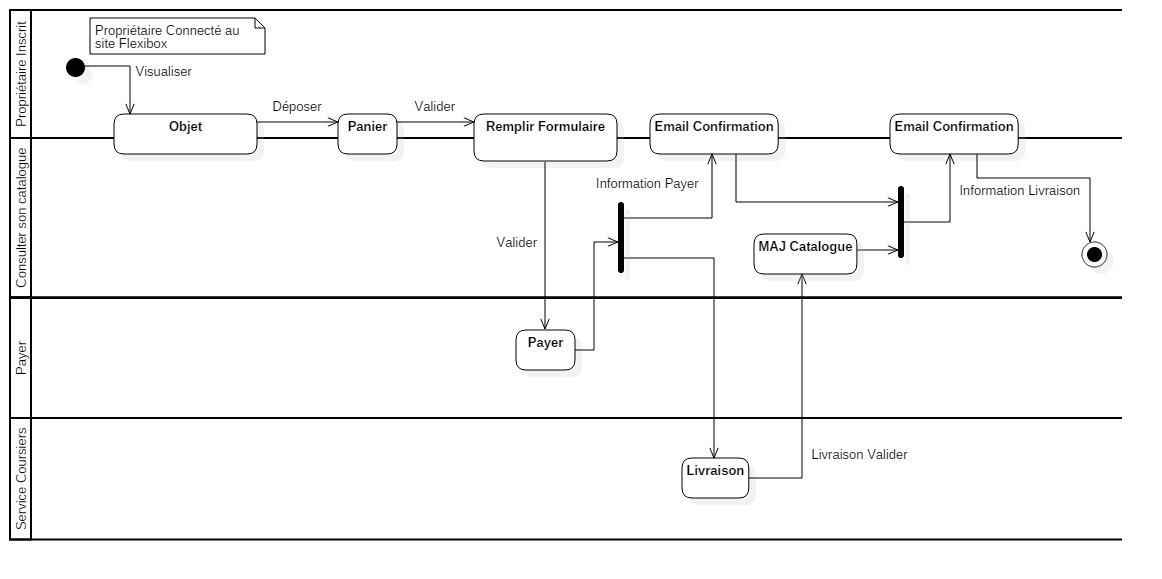 Propriétaire Inscrit
Propriétaire Connecté au
site Flexibox
Visualiser
Déposer
Valider
Objet
Panier
Remplir Formulaire
Email Confirmation
Email Confirmation
Consulter son catalogue
Information Payer
Information Livraison
Valider
MAJ Catalogue
Payer
Payer
Service Coursiers
Livraison Valider
Livraison